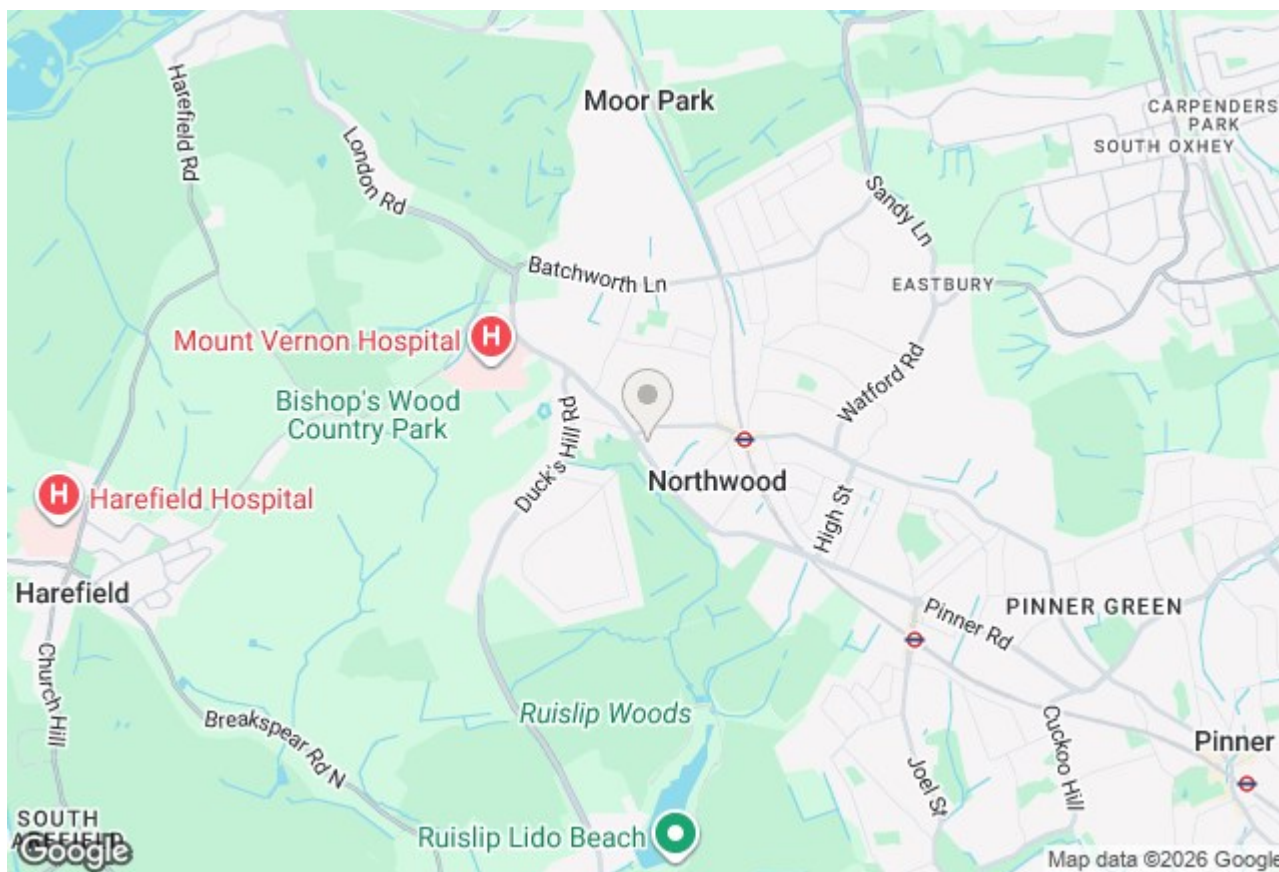 Moor Park
CARPENDERS
PARK
SOUTH OXHEY
Harefield Rd
London Rd
Sandy Ln
Batchworth Ln
EASTBURY
Mount Vernon Hospital
H
Watford Rd
Bishop's Wood
Country Park
Duck's Hill Rd
H
Harefield Hospital
Northwood
High St
Harefield
PINNER GREEN
Pinner Rd
Church Hill
Ruislip Woods
Breakspear Rd N
Cuckoo Hill
Pinner
Joel St
SOUTH
Ruislip Lido Beach
Google
Map data ©2026 Google